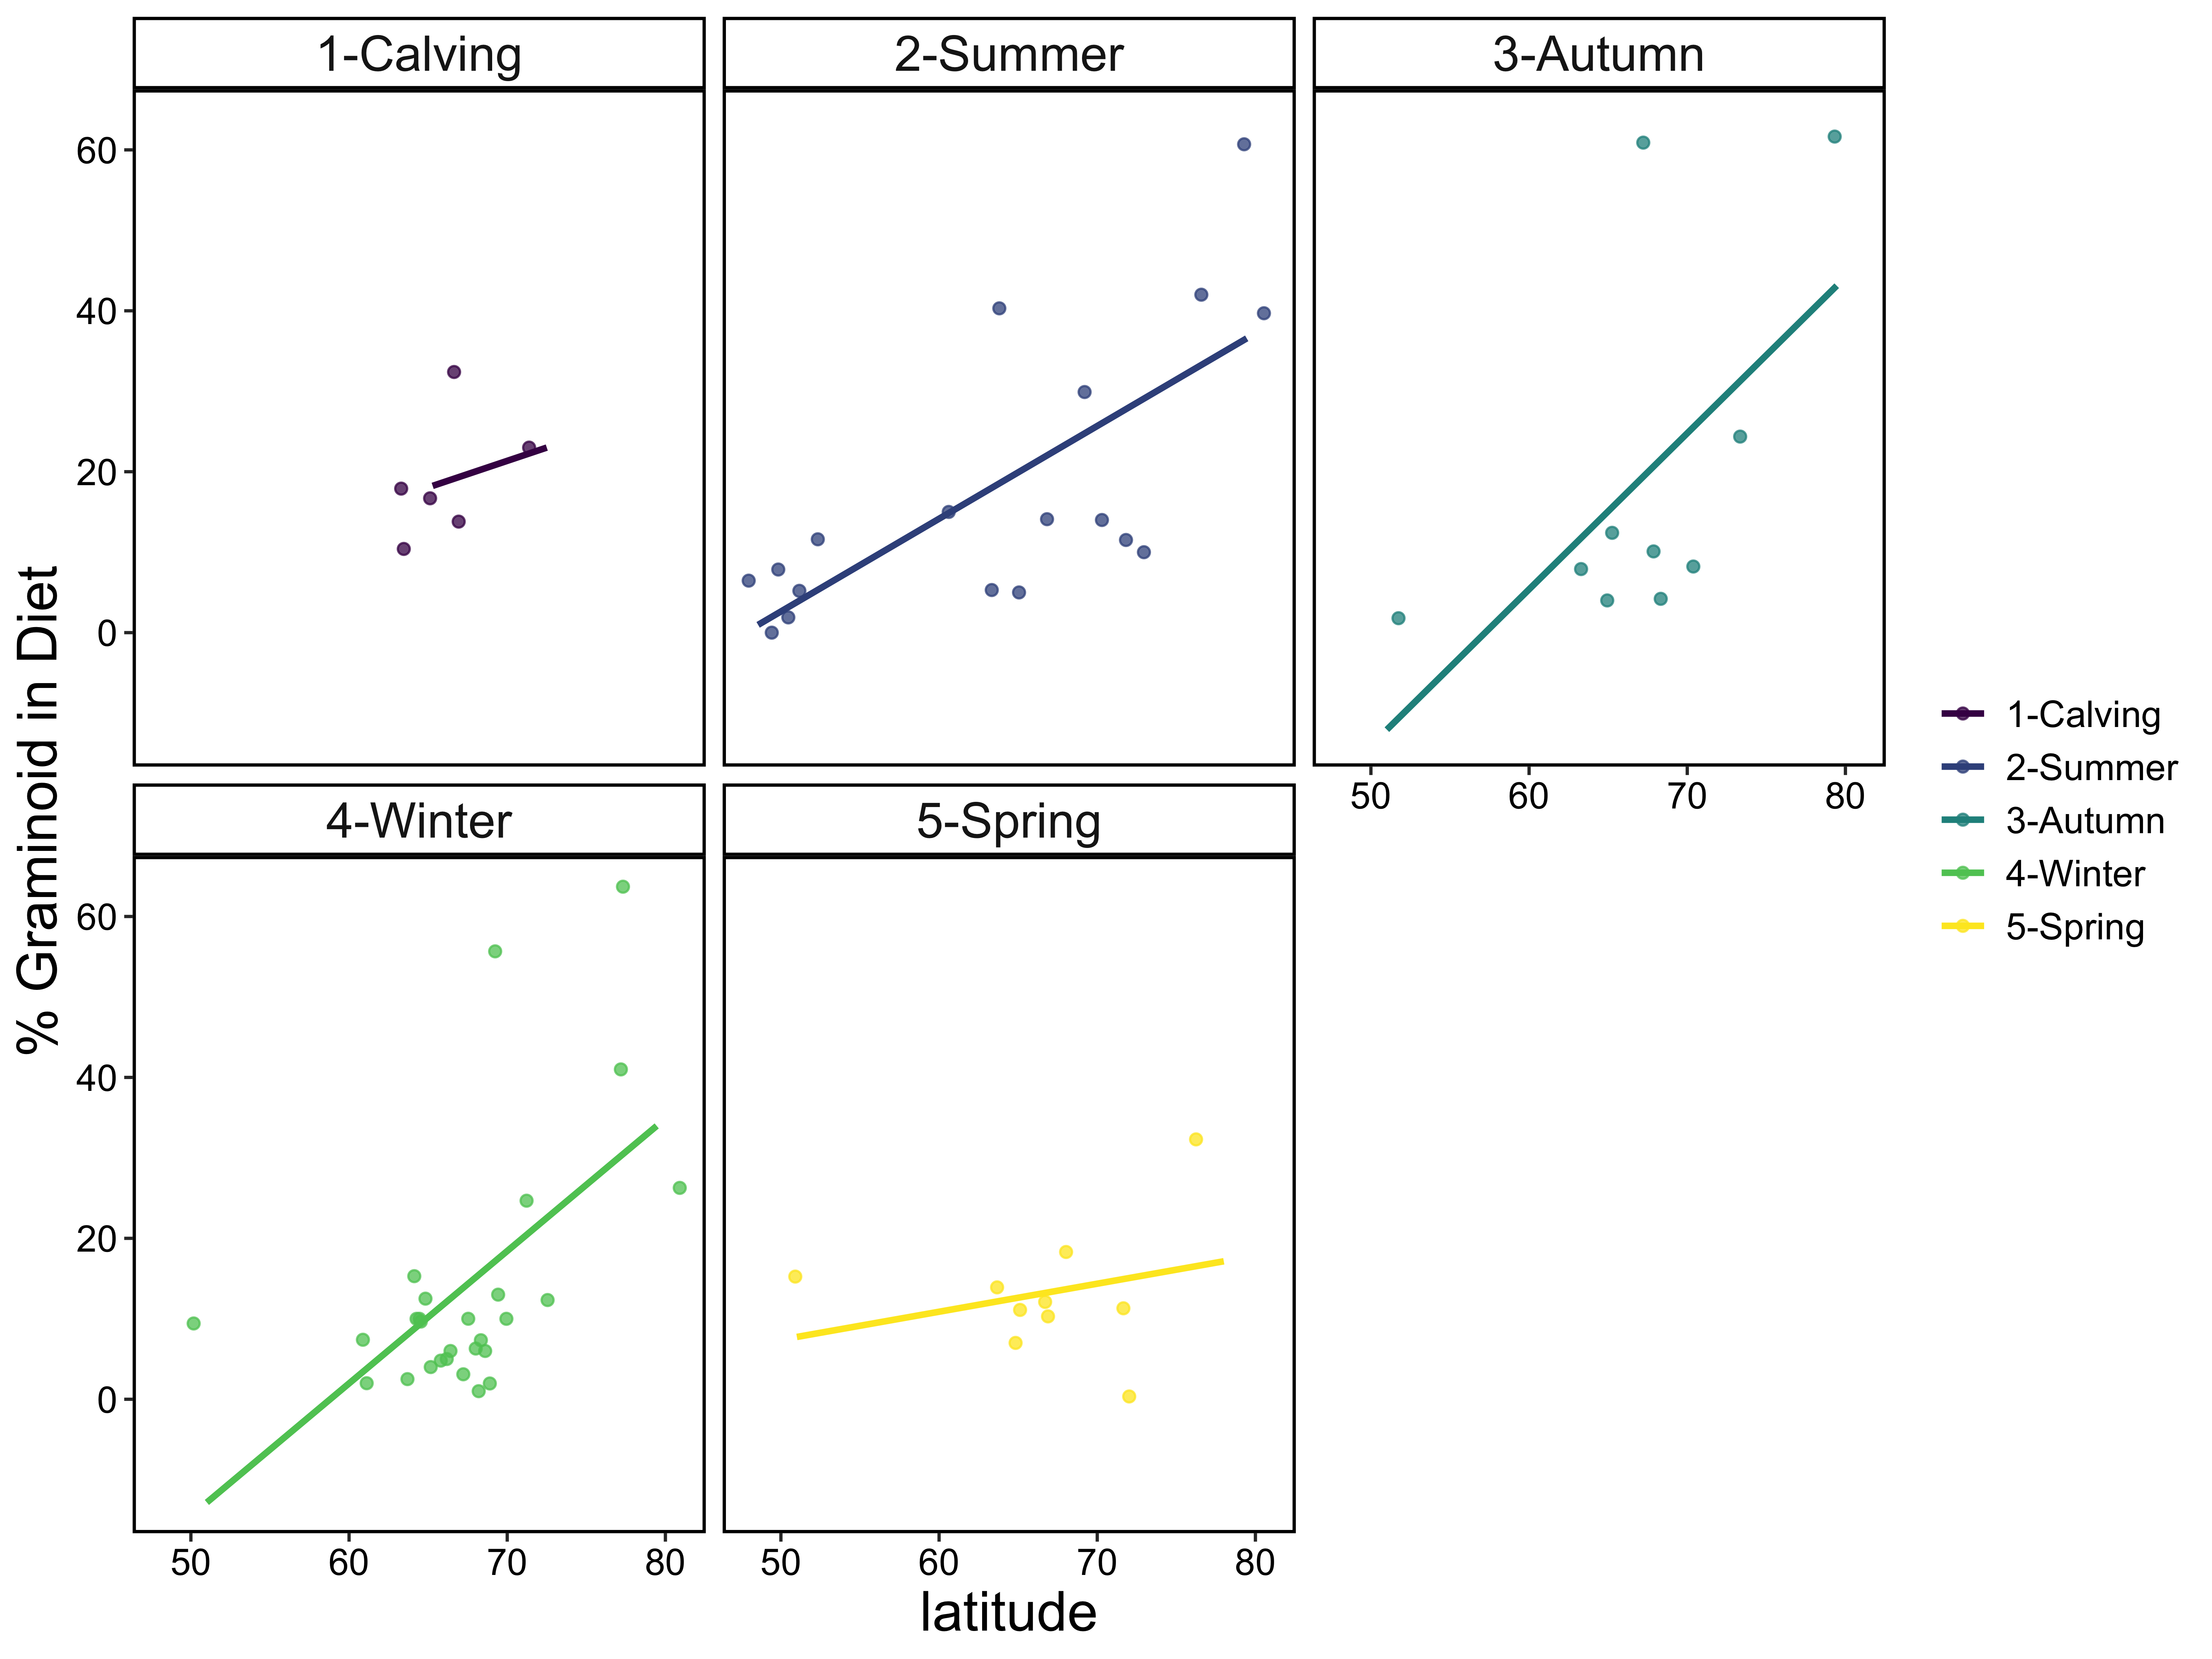 1-Calving
2-Summer
3-Autumn
60
40
20
0
50 60 70 80
4-Winter
5-Spring
60
40
20
0
50 60 70 80
50 60 70 80
latitude
% Graminoid in Diet
1-Calving
2-Summer
3-Autumn
4-Winter
5-Spring